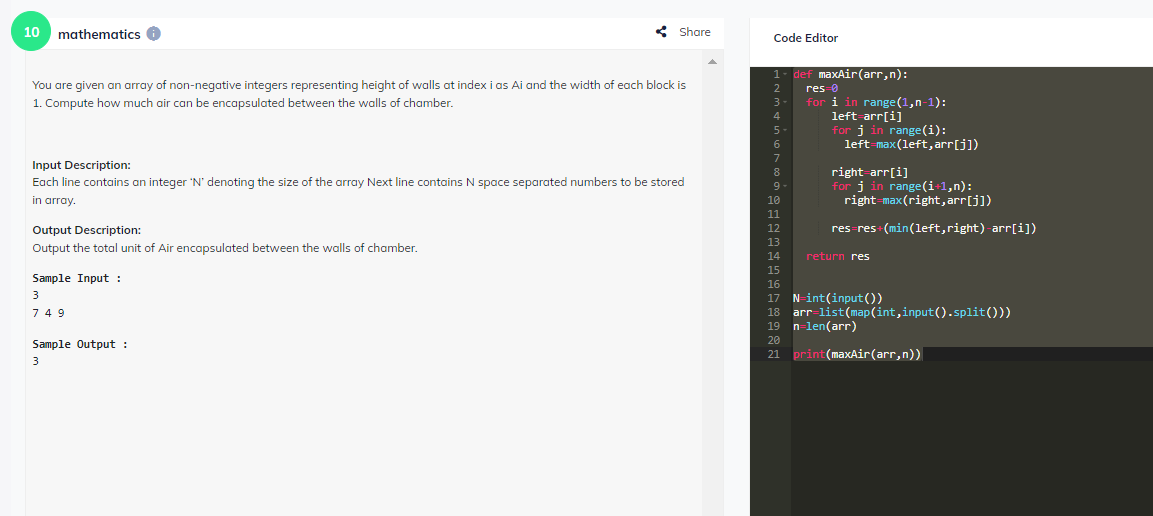 10 mathematics i
Share
You are given an array of non-negative integers representing height of walls at index i as Ai and the width of each block is
1. Compute how much air can be encapsulated between the walls of chamber.
Input Description:
Each line contains an integer ‘N’ denoting the size of the array Next line contains N space separated numbers to be stored
in array.
Output Description:
Output the total unit of Air encapsulated between the walls of chamber.
Sample Input :
3
7 4 9
Sample Output :
3
Code Editor
1 def maxAir(arr,n):
2 res=0
3 for i in range(1,n-1):
4 left=arr[i]
5 for j in range(i):
6 left=max(left,arr[j])
7
8 right=arr[i]
9 for j in range(i+1,n):
10 right=max(right,arr[j])
11
12 res=res+(min(left,right)-arr[i])
13
14 return res
15
16
17 N=int(input())
18 arr=list(map(int,input().split()))
19 n=len(arr)
20
21 print(maxAir(arr,n))